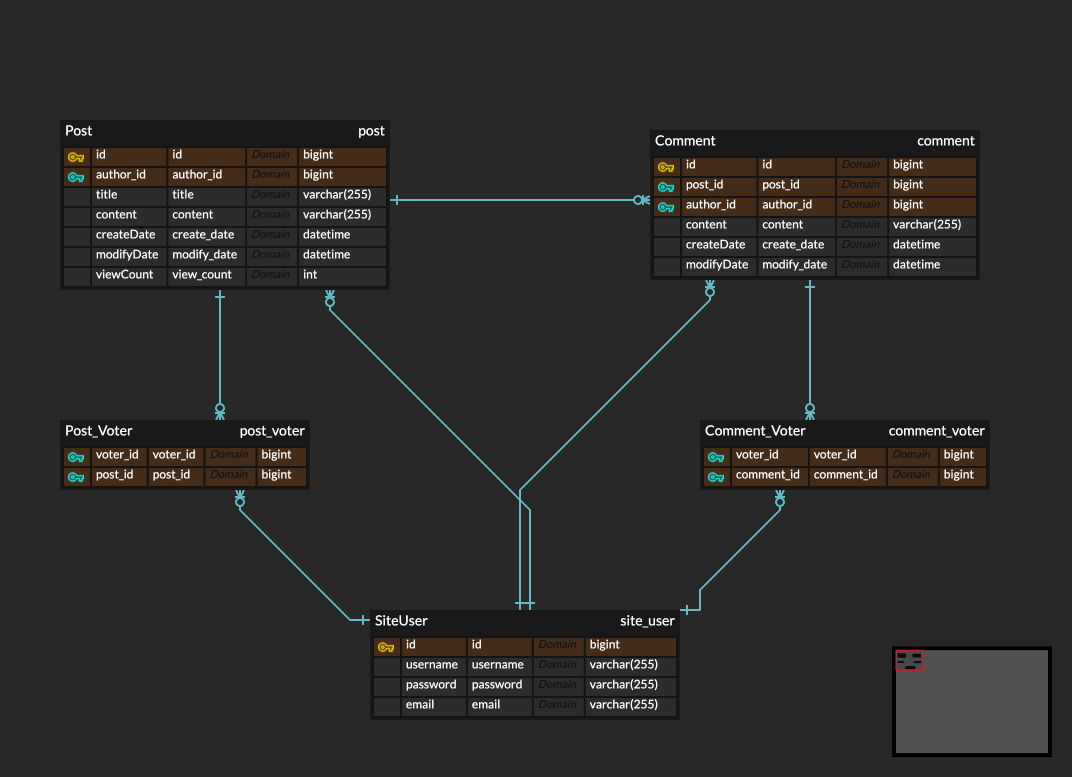 Post post
id id Domain bigint
author_id author_id Domain bigint
title title Domain varchar(255)
content content Domain varchar(255)
createDate create_date Domain datetime
modifyDate modify_date Domain datetime
viewCount view_count Domain int
Comment comment
id id Domain bigint
post_id post_id Domain bigint
author_id author_id Domain bigint
content content Domain varchar(255)
createDate create_date Domain datetime
modifyDate modify_date Domain datetime
Post_Voter post_voter
voter_id voter_id Domain bigint
post_id post_id Domain bigint
Comment_Voter comment_voter
voter_id voter_id Domain bigint
comment_id comment_id Domain bigint
SiteUser site_user
id id Domain bigint
username username Domain varchar(255)
password password Domain varchar(255)
email email Domain varchar(255)